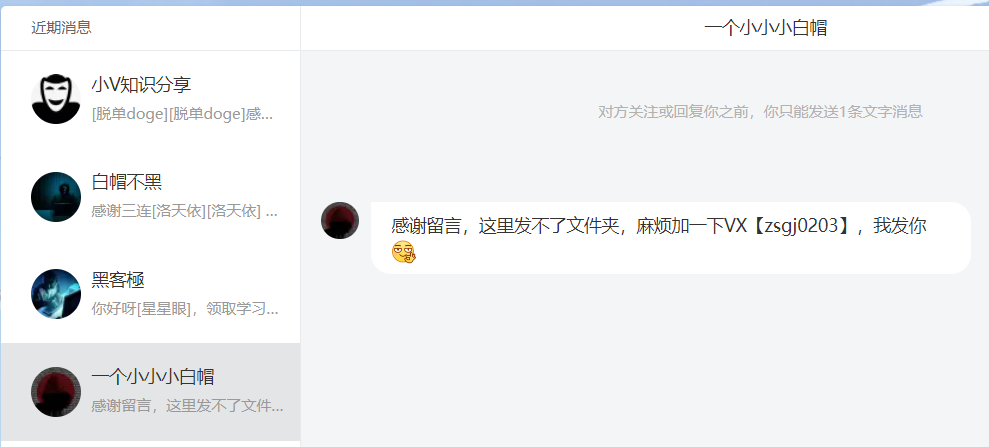 近期消息
一个小小小白帽
小V知识分享
[脱单doge][脱单doge]感...
对方关注或回复你之前，你只能发送1条文字消息
白帽不黑
感谢三连[洛天依][洛天依] ...
感谢留言，这里发不了文件夹，麻烦加一下VX【zsgj0203】，我发你
黑客極
你好呀[星星眼]，领取学习...
一个小小小白帽
感谢留言，这里发不了文件...